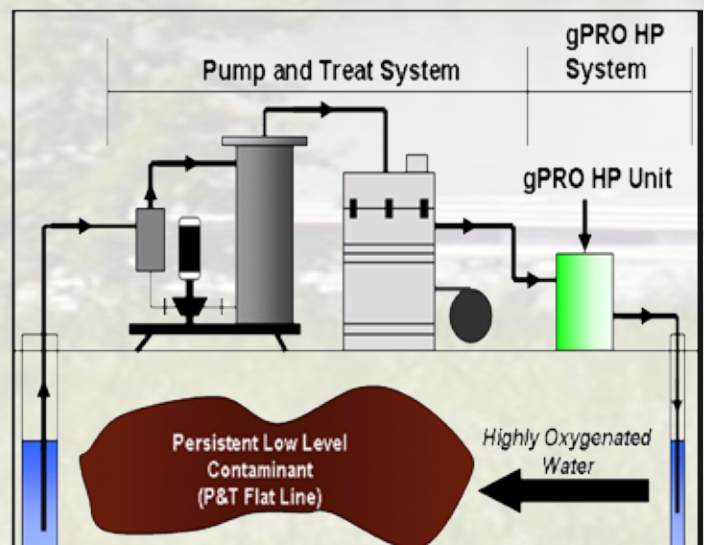 Pump and Treat System
gPRO HP
System
gPRO HP Unit
Persistent Low Level
Contaminant
(P&T Flat Line)
Highly Oxygenated
Water